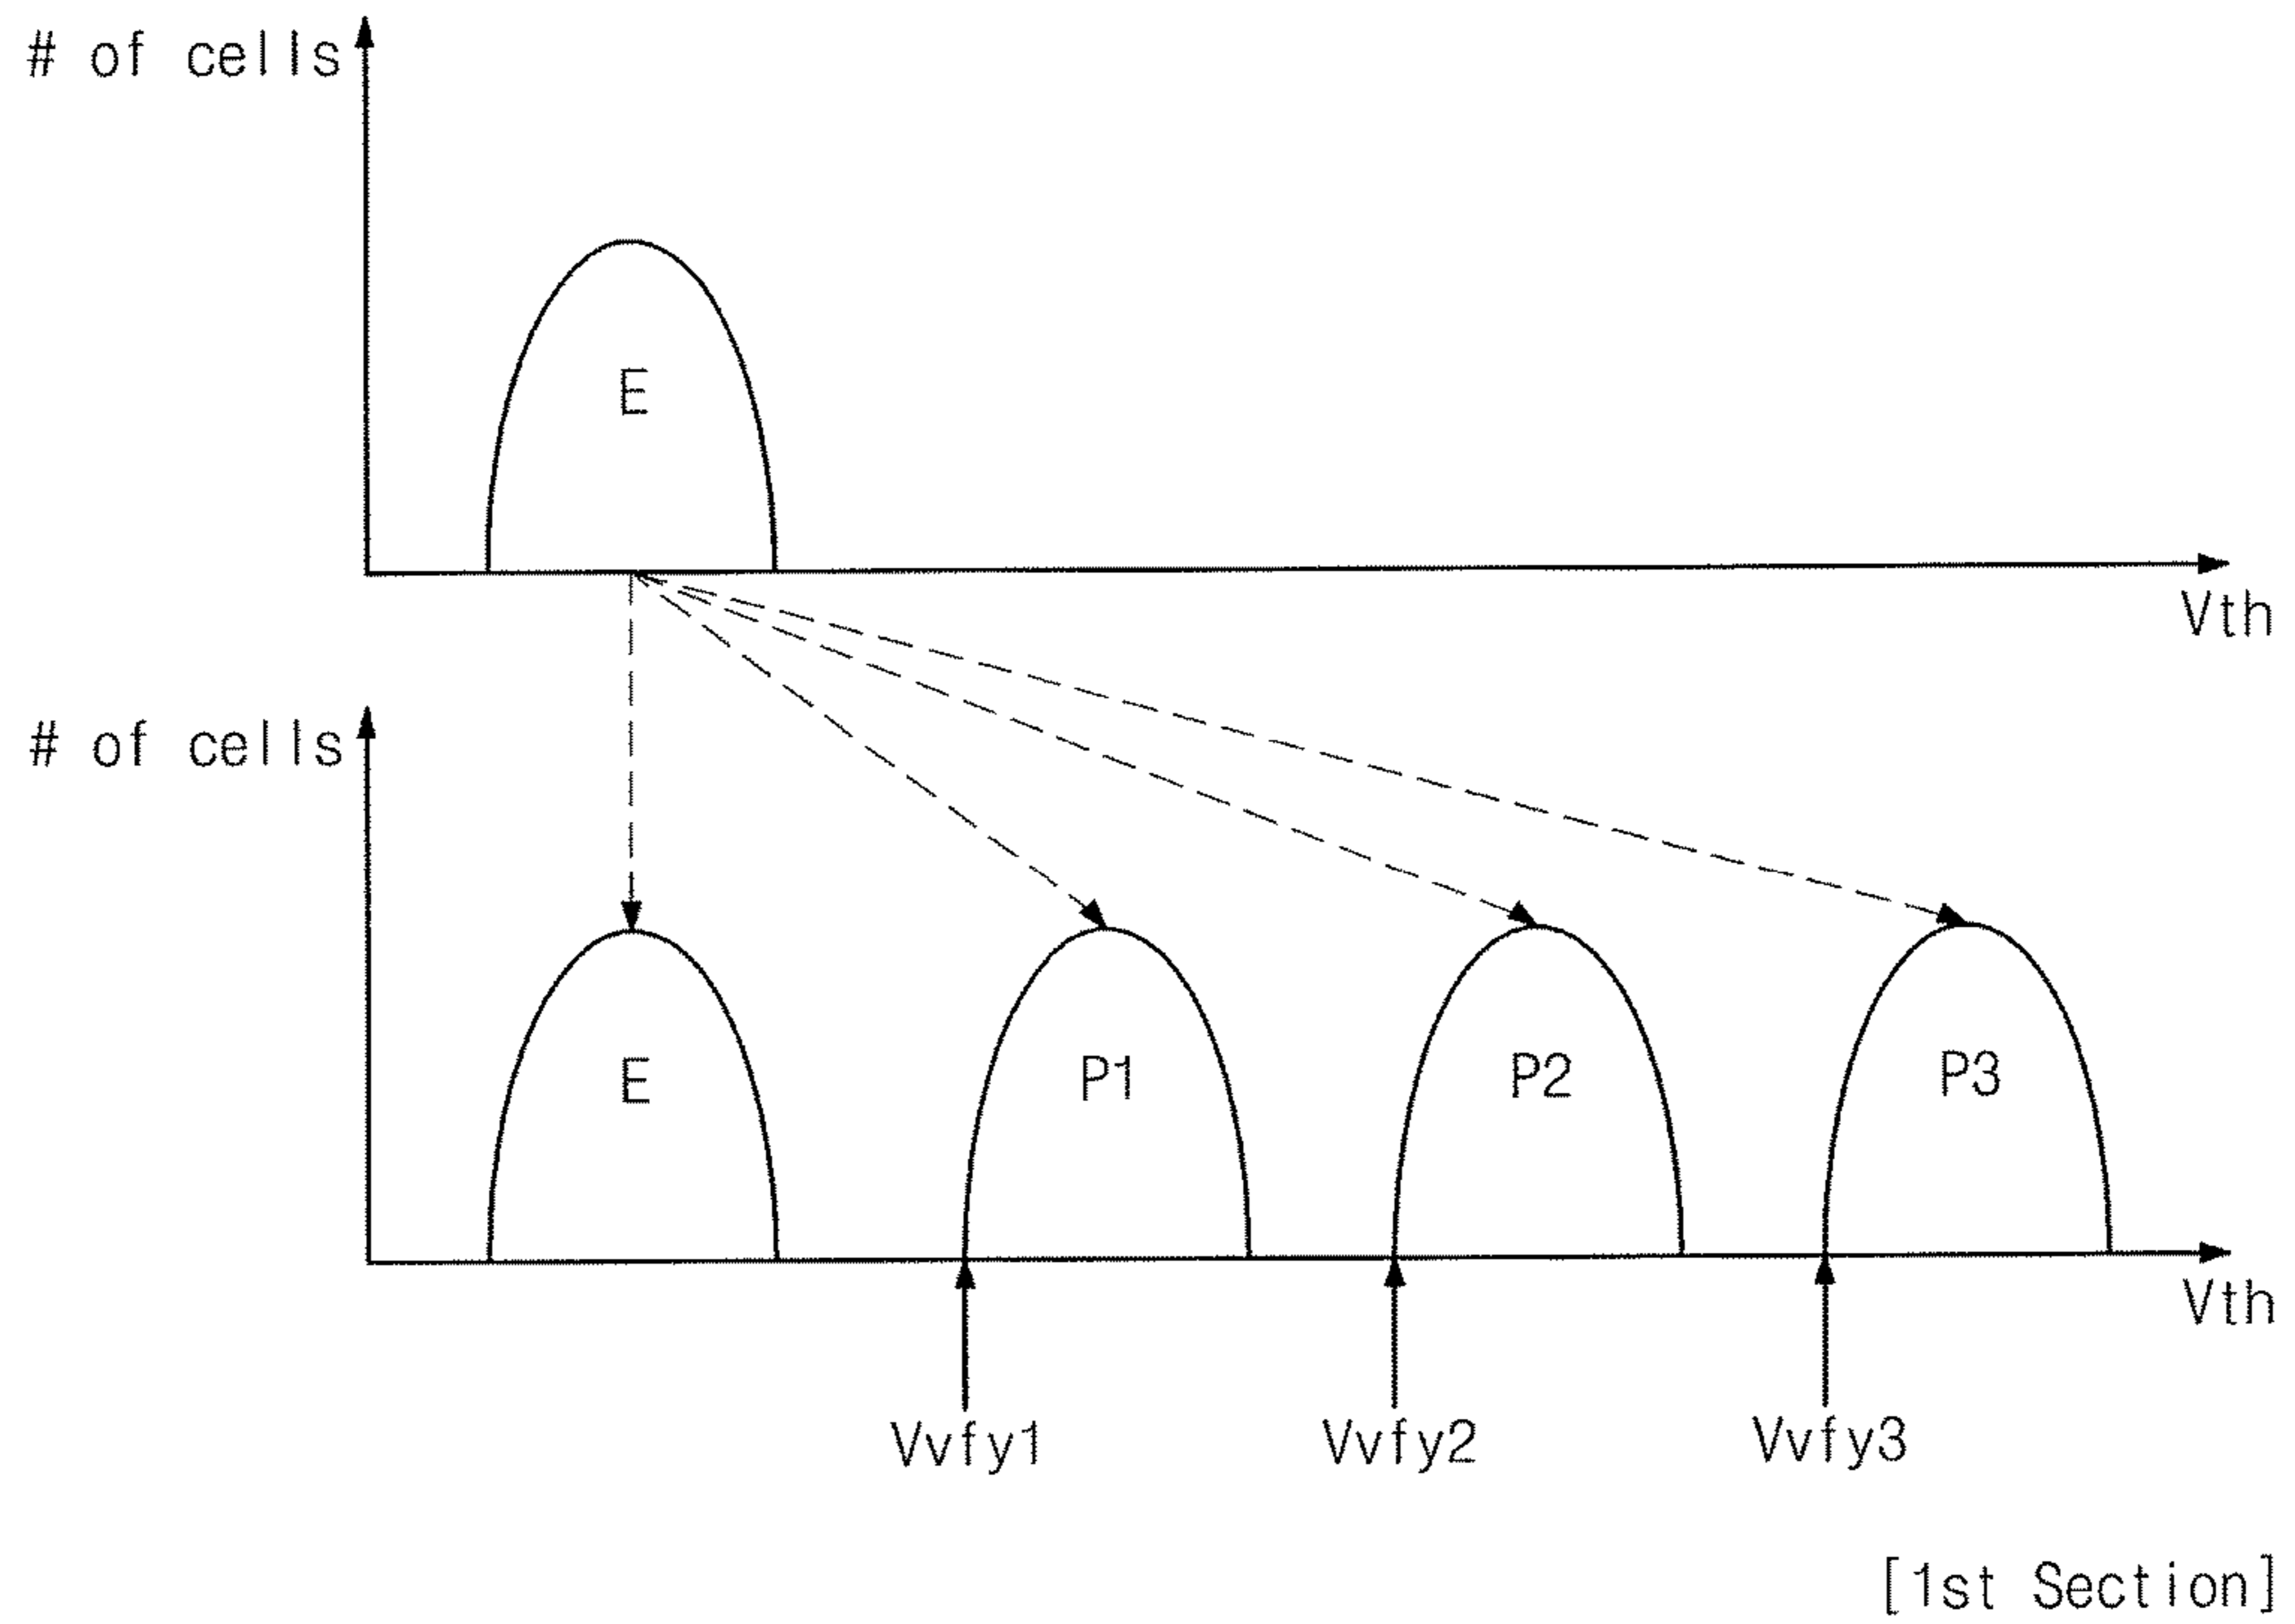 # of cells
E
Vth
# of cells
E P1 P2 P3
Vth
Vvfy1 Vvfy2 Vvfy3
[1st Section]